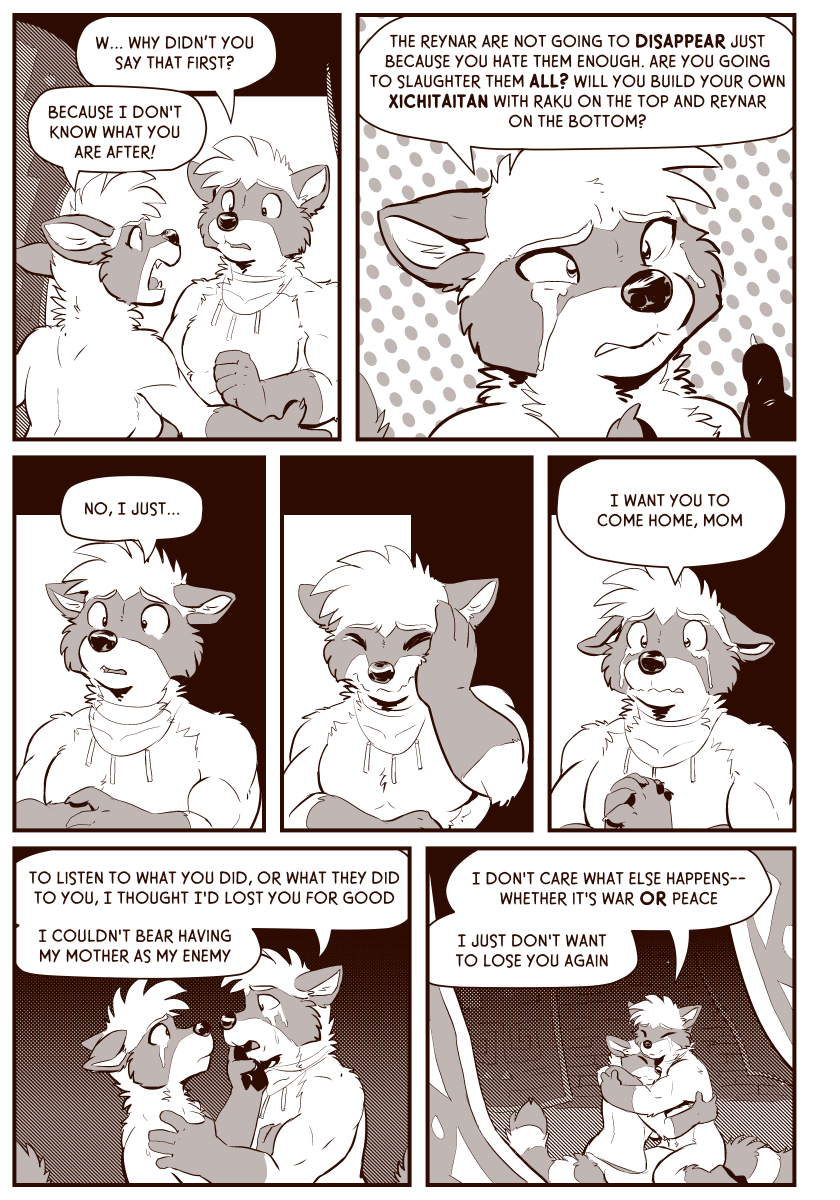 W... WHY DIDN'T YOU
SAY THAT FIRST?
BECAUSE I DON'T
KNOW WHAT YOU
ARE AFTER!
THE REYNAR ARE NOT GOING TO DISAPPEAR JUST
BECAUSE YOU HATE THEM ENOUGH. ARE YOU GOING
TO SLAUGHTER THEM ALL? WILL YOU BUILD YOUR OWN
XICHITAITAN WITH RAKU ON THE TOP AND REYNAR
ON THE BOTTOM?
NO, I JUST...
I WANT YOU TO
COME HOME, MOM
TO LISTEN TO WHAT YOU DID, OR WHAT THEY DID
TO YOU, I THOUGHT I'D LOST YOU FOR GOOD
I COULDN'T BEAR HAVING
MY MOTHER AS MY ENEMY
I DON'T CARE WHAT ELSE HAPPENS--
WHETHER IT'S WAR OR PEACE
I JUST DON'T WANT
TO LOSE YOU AGAIN